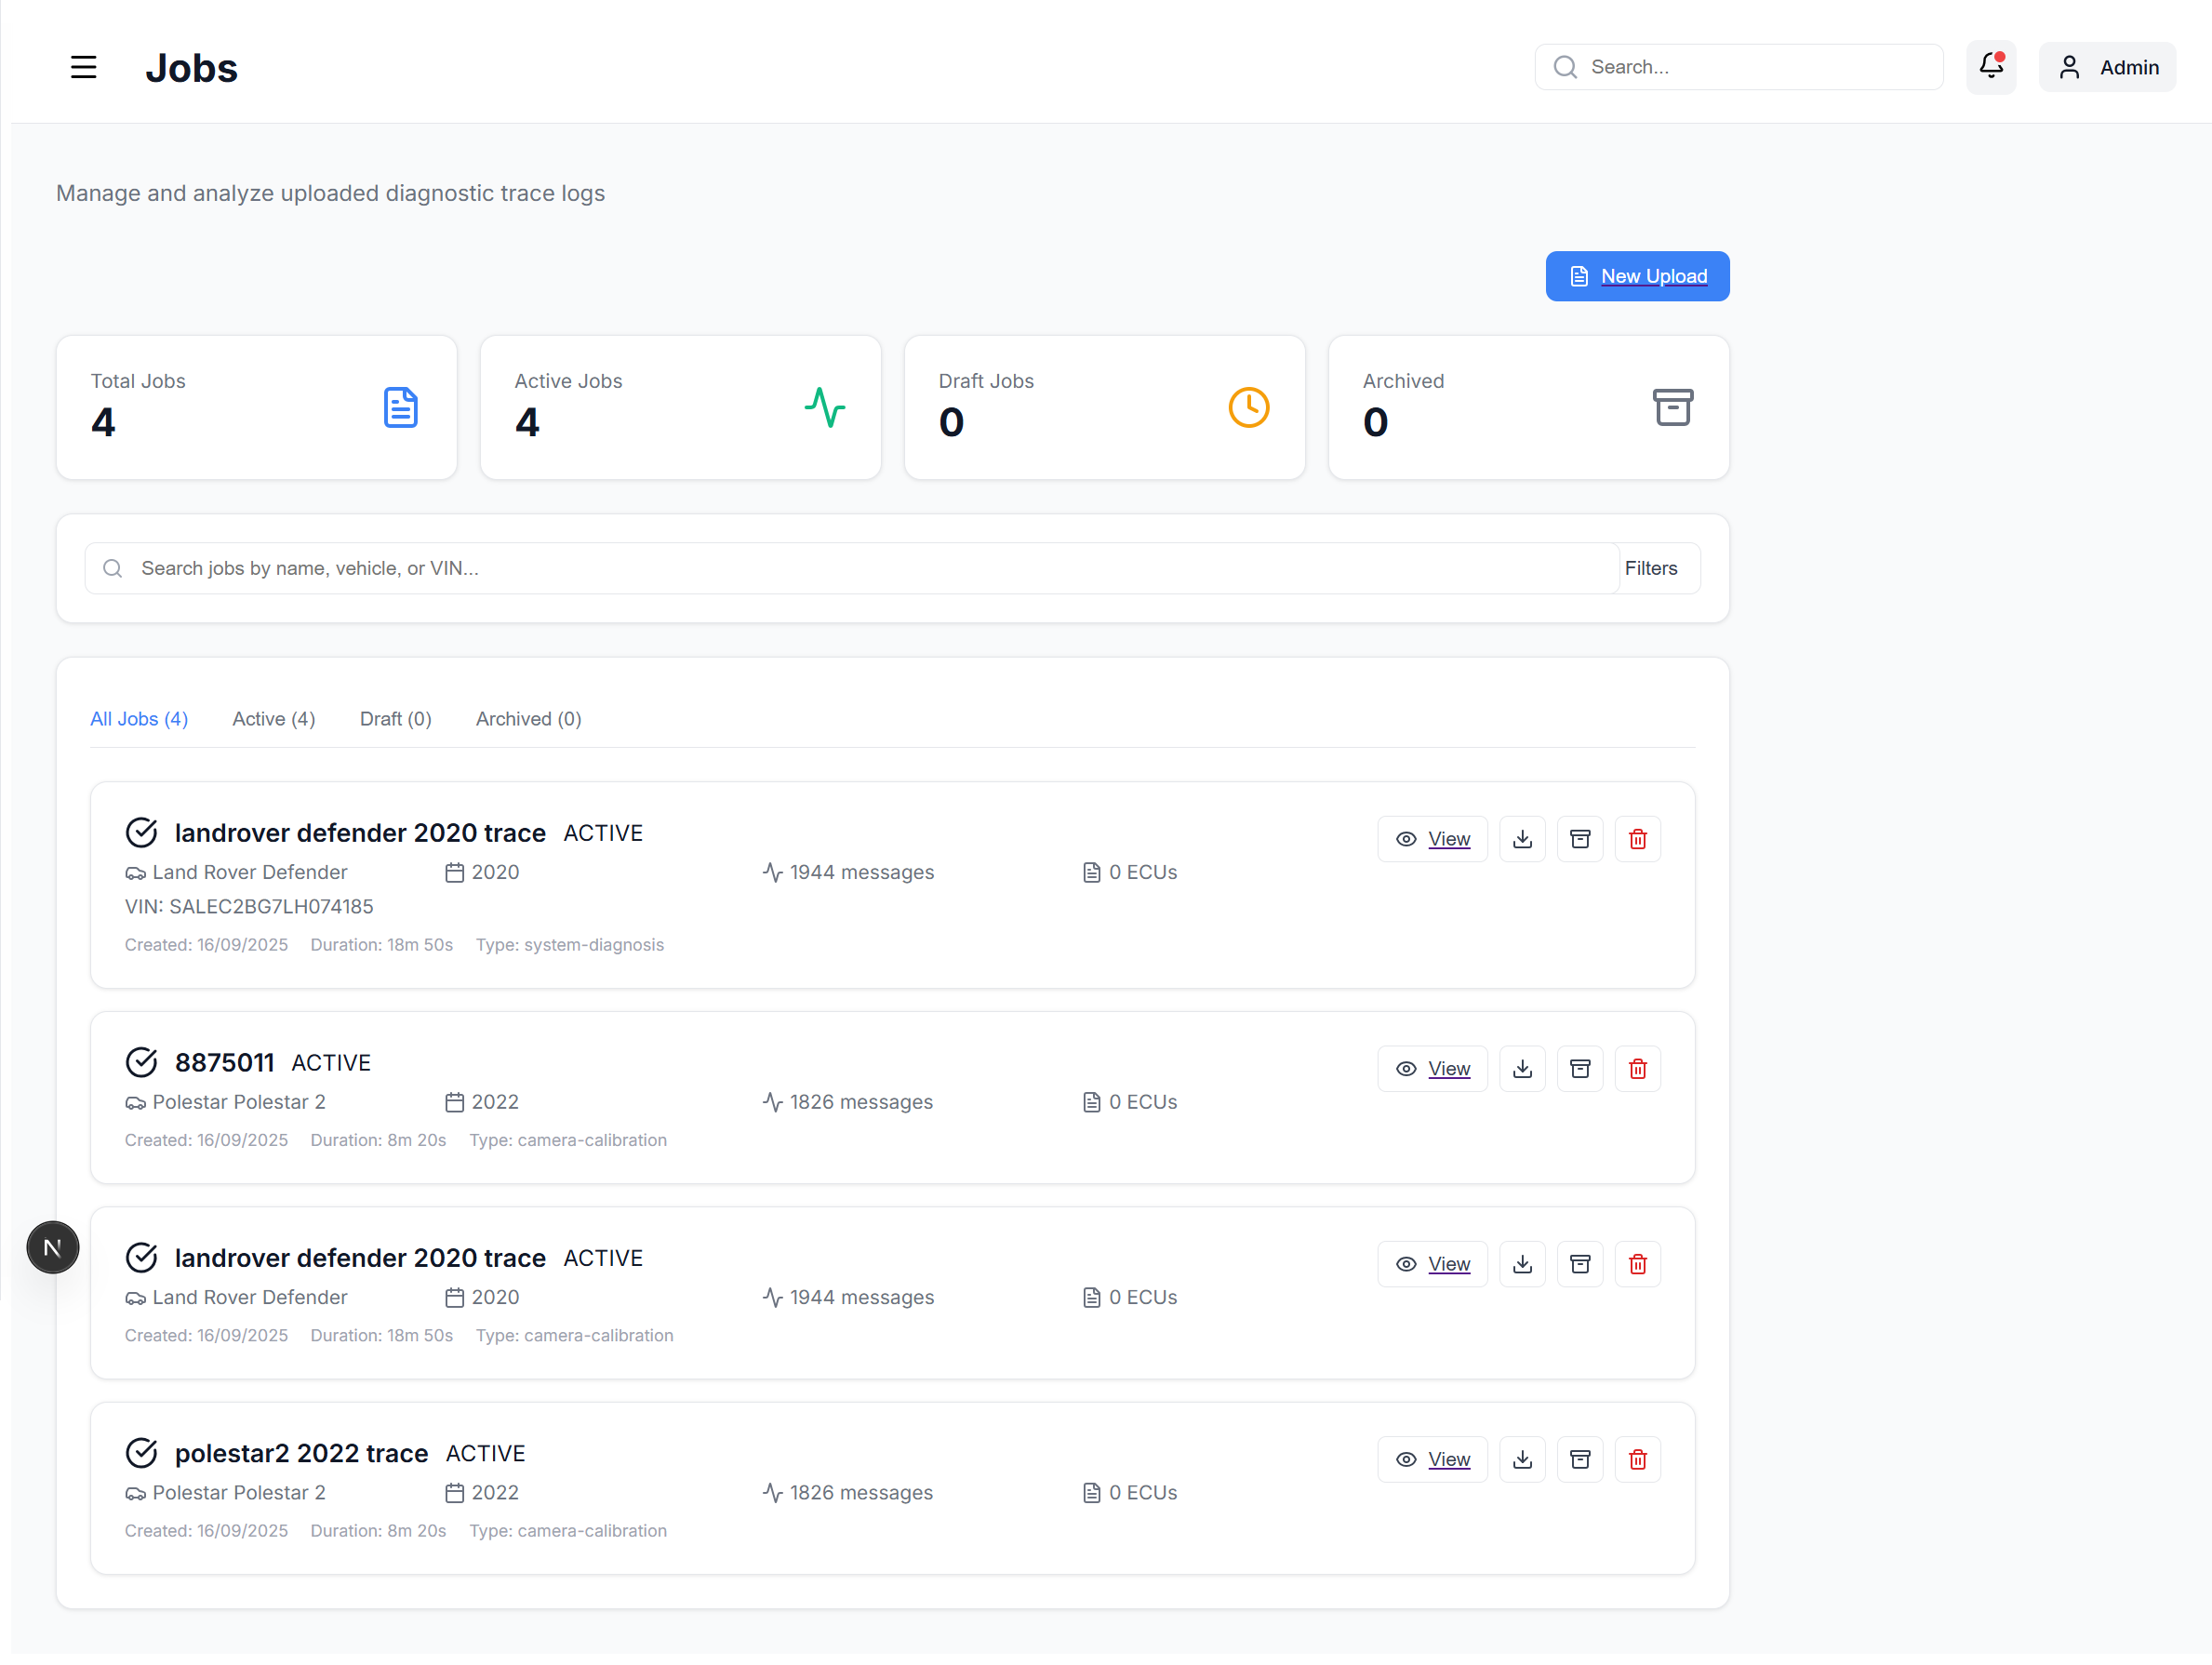 Jobs
Search...
Admin
Manage and analyze uploaded diagnostic trace logs
New Upload
Total Jobs
4
Active Jobs
4
Draft Jobs
0
Archived
0
Search jobs by name, vehicle, or VIN...
Filters
All Jobs (4) Active (4) Draft (0) Archived (0)
landrover defender 2020 trace ACTIVE
View
Land Rover Defender 2020 1944 messages 0 ECUs
VIN: SALEC2BG7LH074185
Created: 16/09/2025 Duration: 18m 50s Type: system-diagnosis
8875011 ACTIVE
View
Polestar Polestar 2 2022 1826 messages 0 ECUs
Created: 16/09/2025 Duration: 8m 20s Type: camera-calibration
landrover defender 2020 trace ACTIVE
View
Land Rover Defender 2020 1944 messages 0 ECUs
Created: 16/09/2025 Duration: 18m 50s Type: camera-calibration
N
polestar2 2022 trace ACTIVE
View
Polestar Polestar 2 2022 1826 messages 0 ECUs
Created: 16/09/2025 Duration: 8m 20s Type: camera-calibration